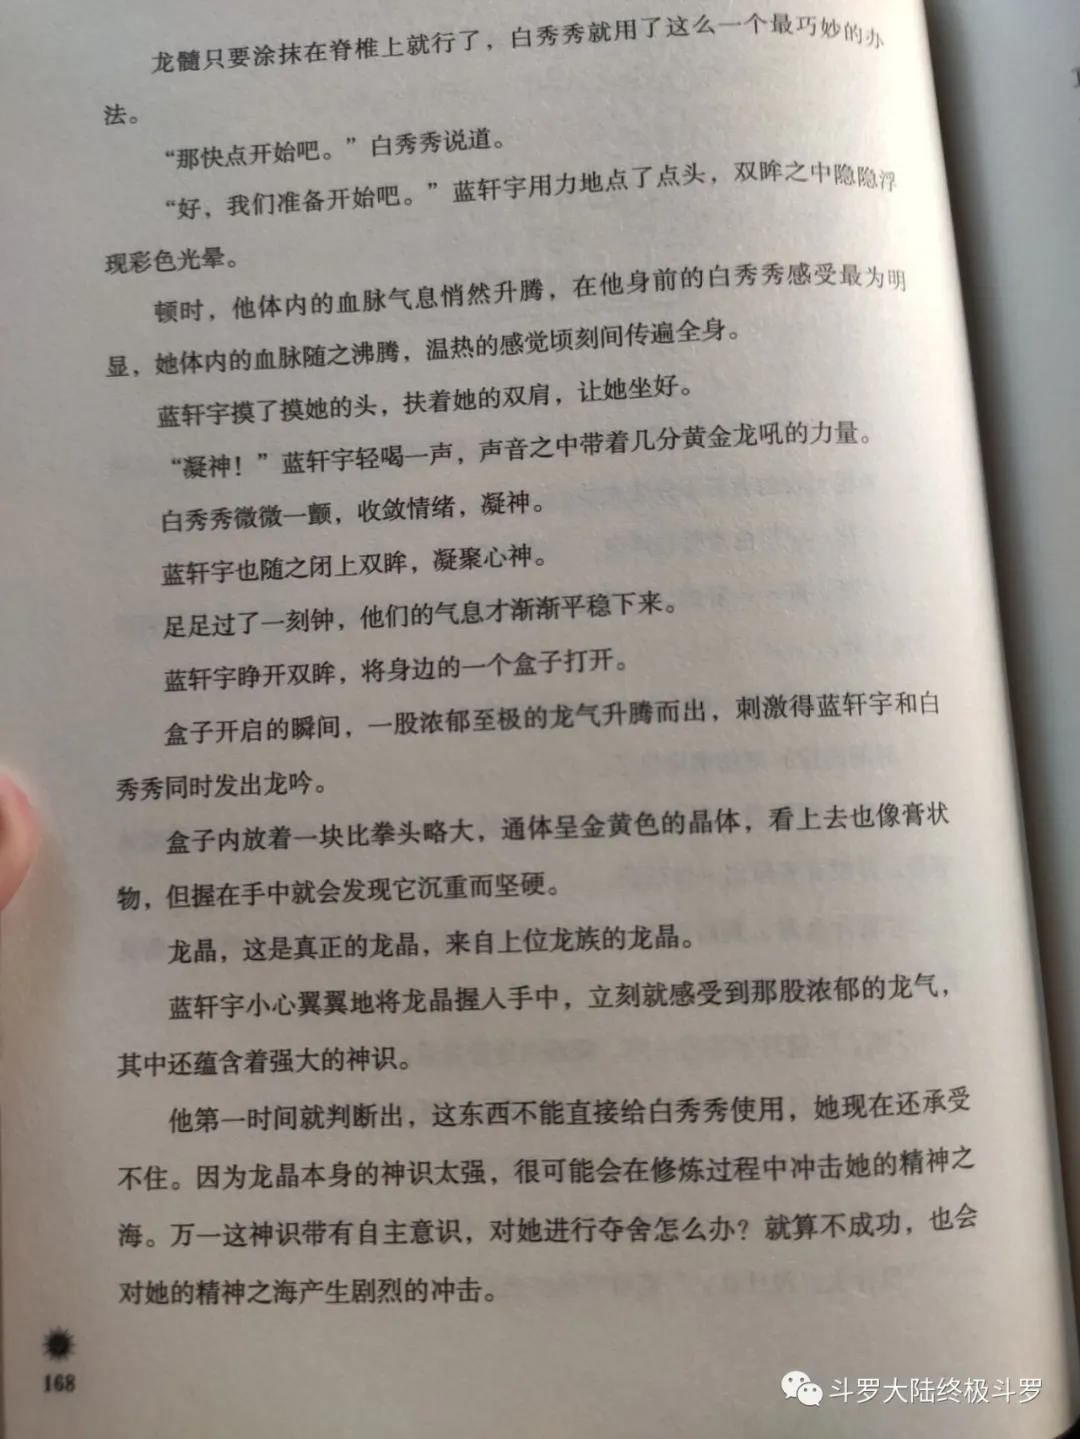 龙髓只要涂抹在脊椎上就行了，白秀秀就用了这么一个最巧妙的办
法。
“那快点开始吧。”白秀秀说道。
“好，我们准备开始吧。”蓝轩宇用力地点了点头，双眸之中隐隐浮
现彩色光晕。
顿时，他体内的血脉气息悄然升腾，在他身前的白秀秀感受最为明
显，她体内的血脉随之沸腾，温热的感觉顷刻间传遍全身。
蓝轩宇摸了摸她的头，扶着她的双肩，让她坐好。
“凝神！”蓝轩宇轻喝一声，声音之中带着几分黄金龙吼的力量。
白秀秀微微一颤，收敛情绪，凝神。
蓝轩宇也随之闭上双眸，凝聚心神。
足足过了一刻钟，他们的气息才渐渐平稳下来。
蓝轩宇睁开双眸，将身边的一个盒子打开。
盒子开启的瞬间，一股浓郁至极的龙气升腾而出，刺激得蓝轩宇和白
秀秀同时发出龙吟。
盒子内放着一块比拳头略大，通体呈金黄色的晶体，看上去也像膏状
物，但握在手中就会发现它沉重而坚硬。
龙晶，这是真正的龙晶，来自上位龙族的龙晶。
蓝轩宇小心翼翼地将龙晶握入手中，立刻就感受到那股浓郁的龙气，
其中还蕴含着强大的神识。
他第一时间就判断出，这东西不能直接给白秀秀使用，她现在还承受
不住。因为龙晶本身的神识太强，很可能会在修炼过程中冲击她的精神之
海。万一这神识带有自主意识，对她进行夺舍怎么办？就算不成功，也会
对她的精神之海产生剧烈的冲击。
168
斗罗大陆终极斗罗